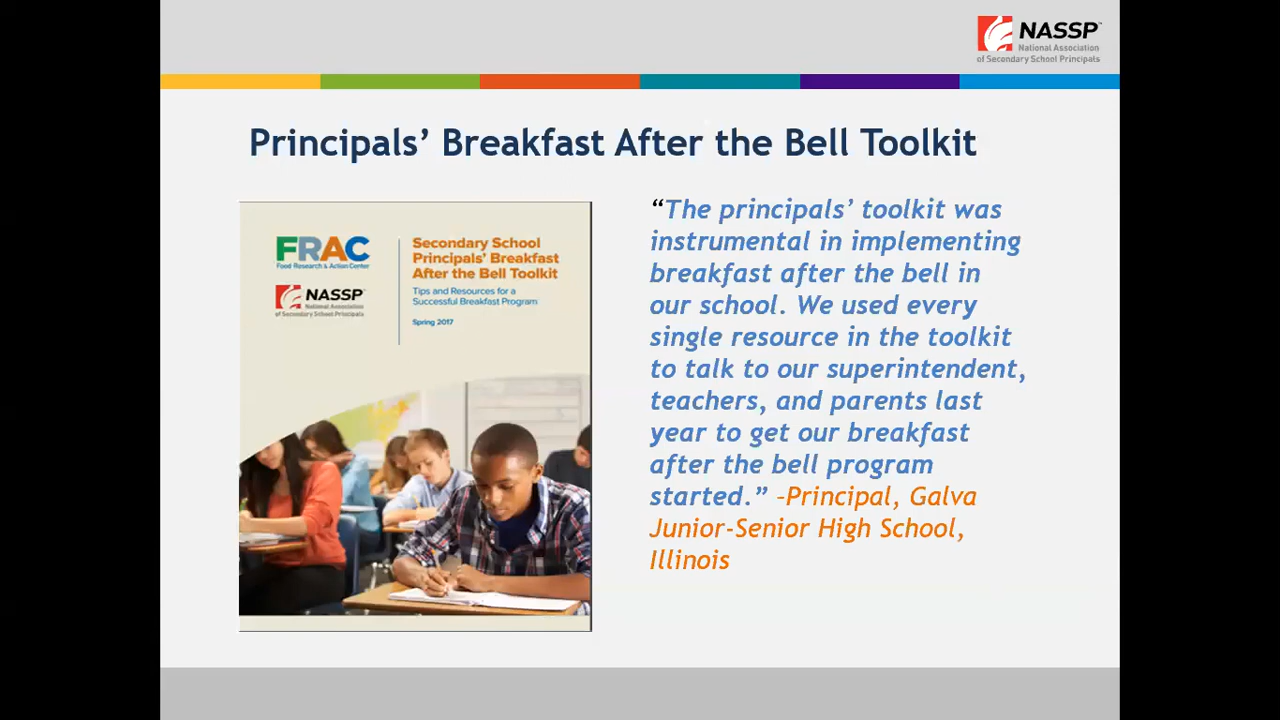 NASSP™
National Association
of Secondary School Principals
Principals’ Breakfast After the Bell Toolkit
FRAC
Food Research & Action Center
NASSP
National Association
of Secondary School Principals
Secondary School
Principals’ Breakfast
After the Bell Toolkit
Tips and Resources for a
Successful Breakfast Program
Spring 2017
“The principals’ toolkit was
instrumental in implementing
breakfast after the bell in
our school. We used every
single resource in the toolkit
to talk to our superintendent,
teachers, and parents last
year to get our breakfast
after the bell program
started.” –Principal, Galva
Junior-Senior High School,
Illinois